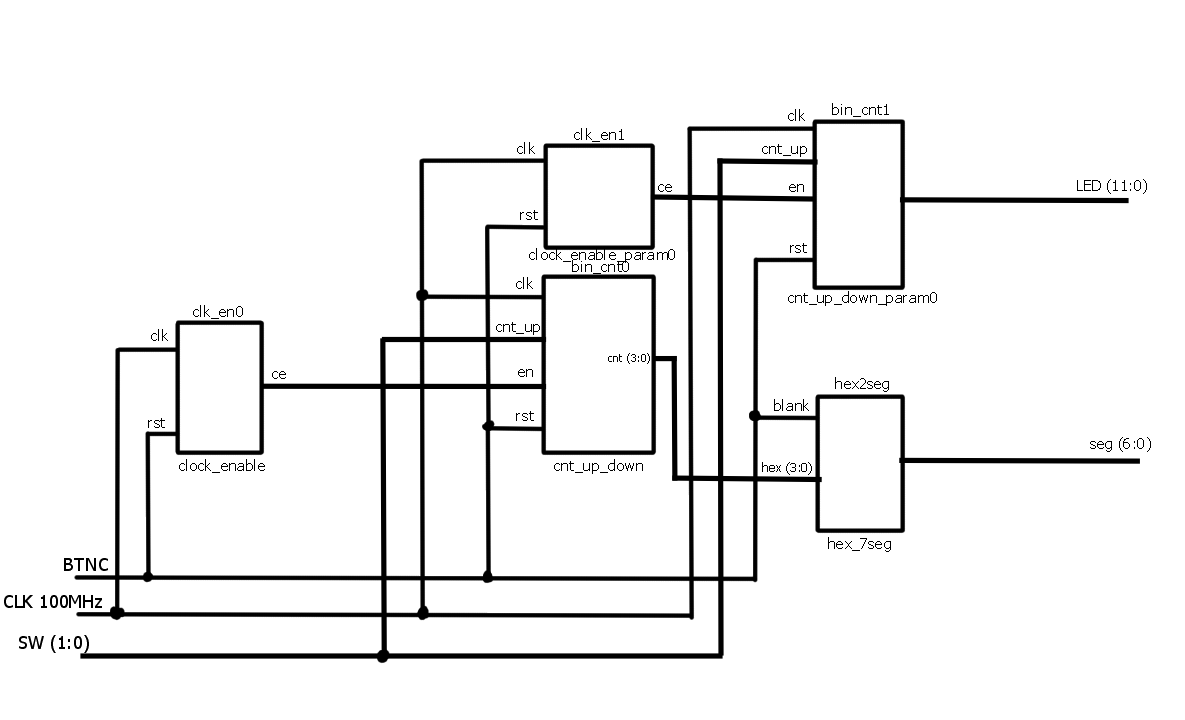 bin_cnt1
clk
clk_en1
clk
cnt_up
ce
en
LED (11:0)
rst
rst
clock_enable_param0
bin_cnt0
clk
cnt_up_down_param0
clk_en0
cnt_up
clk
cnt (3:0)
ce
en
hex2seg
blank
rst
rst
seg (6:0)
clock_enable
cnt_up_down
hex (3:0)
hex_7seg
BTNC
CLK 100MHz
SW (1:0)